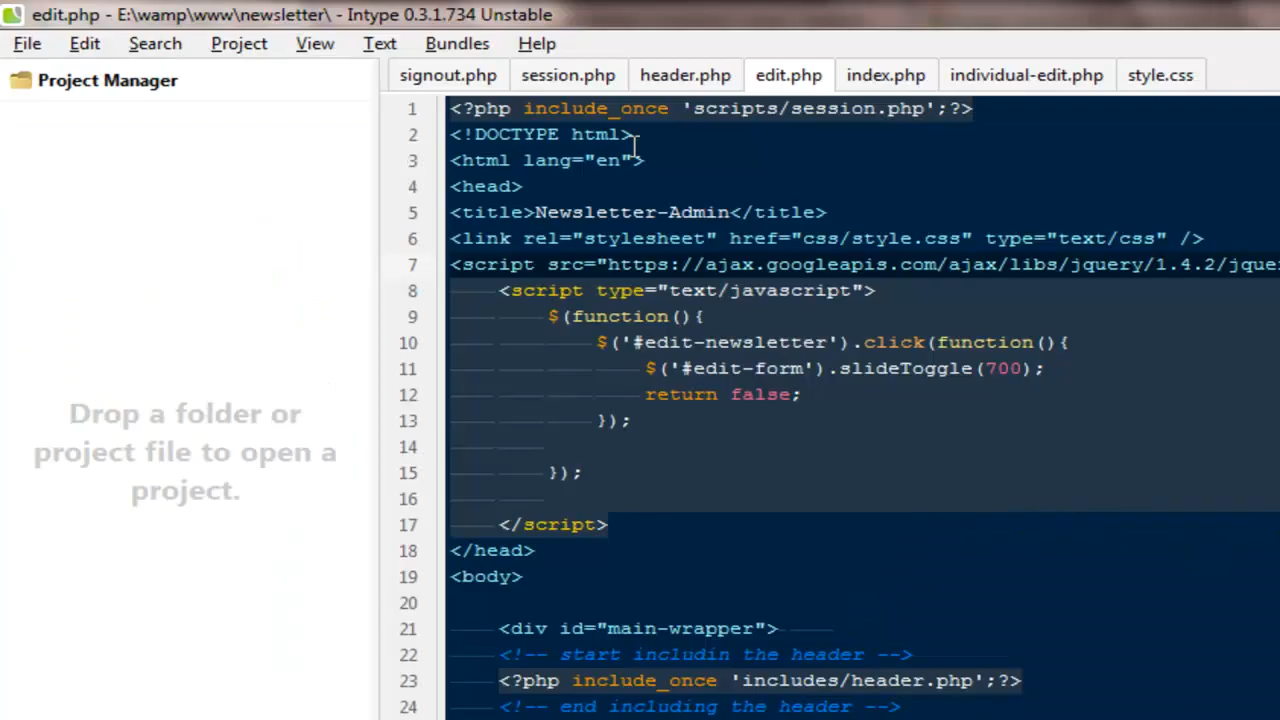 edit.php - E:\wamp\www\newsletter\ - Intype 0.3.1.734 Unstable
File Edit Search Project View Text Bundles Help
Project Manager
signout.php session.php header.php edit.php index.php individual-edit.php style.css
1 <?php include_once 'scripts/session.php';?>
2 <!DOCTYPE html>
3 <html lang="en">
4 <head>
5 <title>Newsletter-Admin</title>
6 <link rel="stylesheet" href="css/style.css" type="text/css" />
7 <script src="https://ajax.googleapis.com/ajax/libs/jquery/1.4.2/jque
8 <script type="text/javascript">
9 $(function(){
10 $('#edit-newsletter').click(function(){
11 $('#edit-form').slideToggle(700);
12 return false;
13 });
14
15 });
16
17 </script>
18 </head>
19 <body>
20
21 <div id="main-wrapper">
22 <!-- start includin the header -->
23 <?php include_once 'includes/header.php';?>
24 <!-- end including the header -->
Drop a folder or
project file to open a
project.